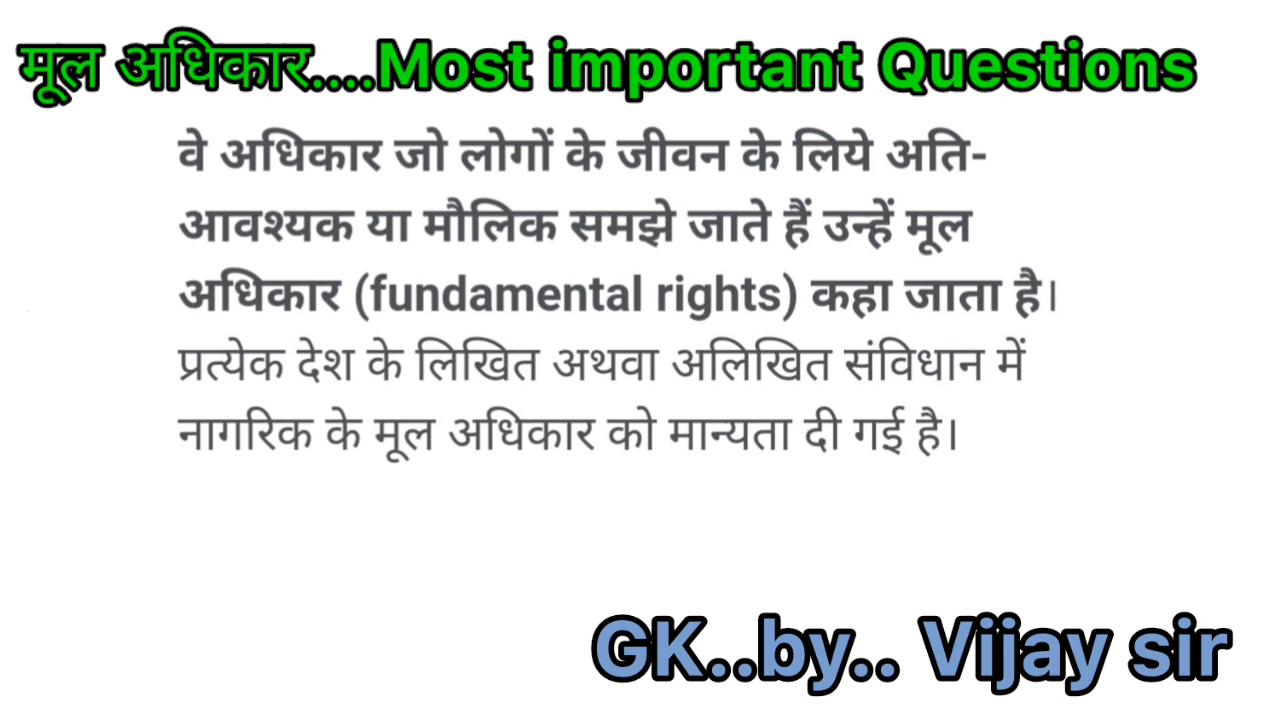 मूल अधिकार....Most important Questions
वे अधिकार जो लोगों के जीवन के लिये अति-
आवश्यक या मौलिक समझे जाते हैं उन्हें मूल
अधिकार (fundamental rights) कहा जाता है।
प्रत्येक देश के लिखित अथवा अलिखित संविधान में
नागरिक के मूल अधिकार को मान्यता दी गई है।
GK..by.. Vijay sir